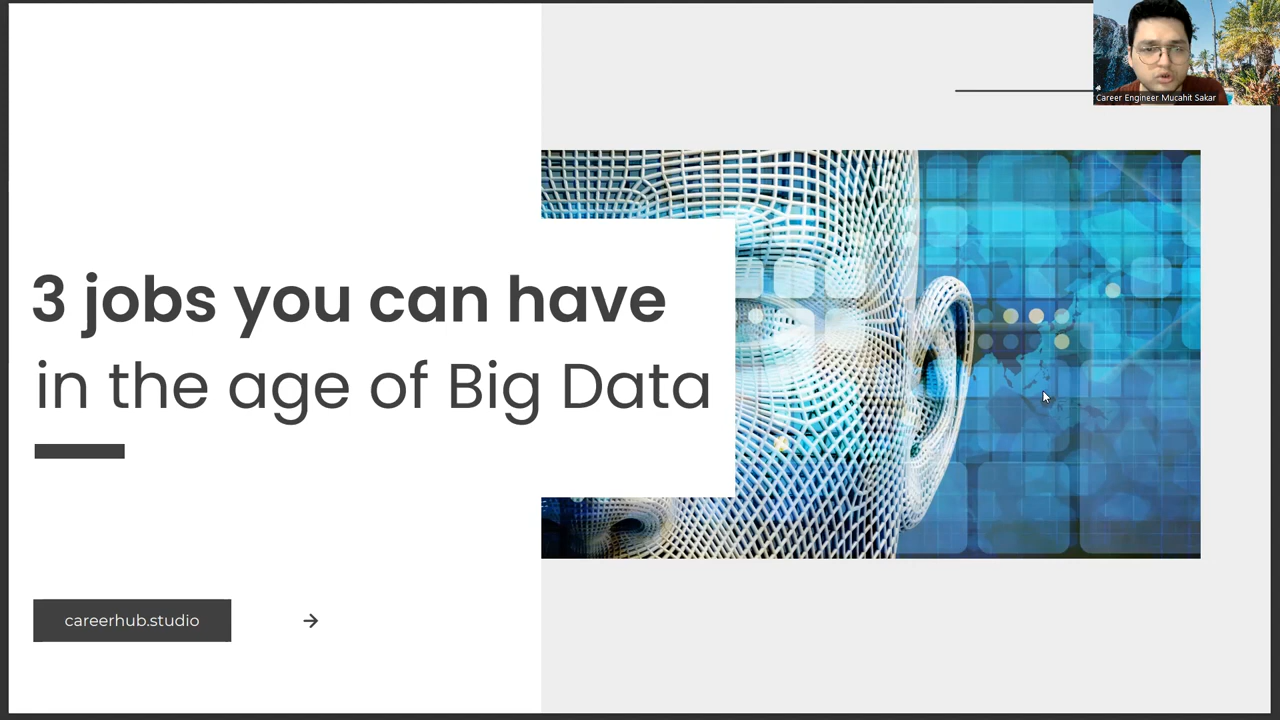 Career Engineer Mucahit Sakar
3 jobs you can have
in the age of Big Data
careerhub.studio